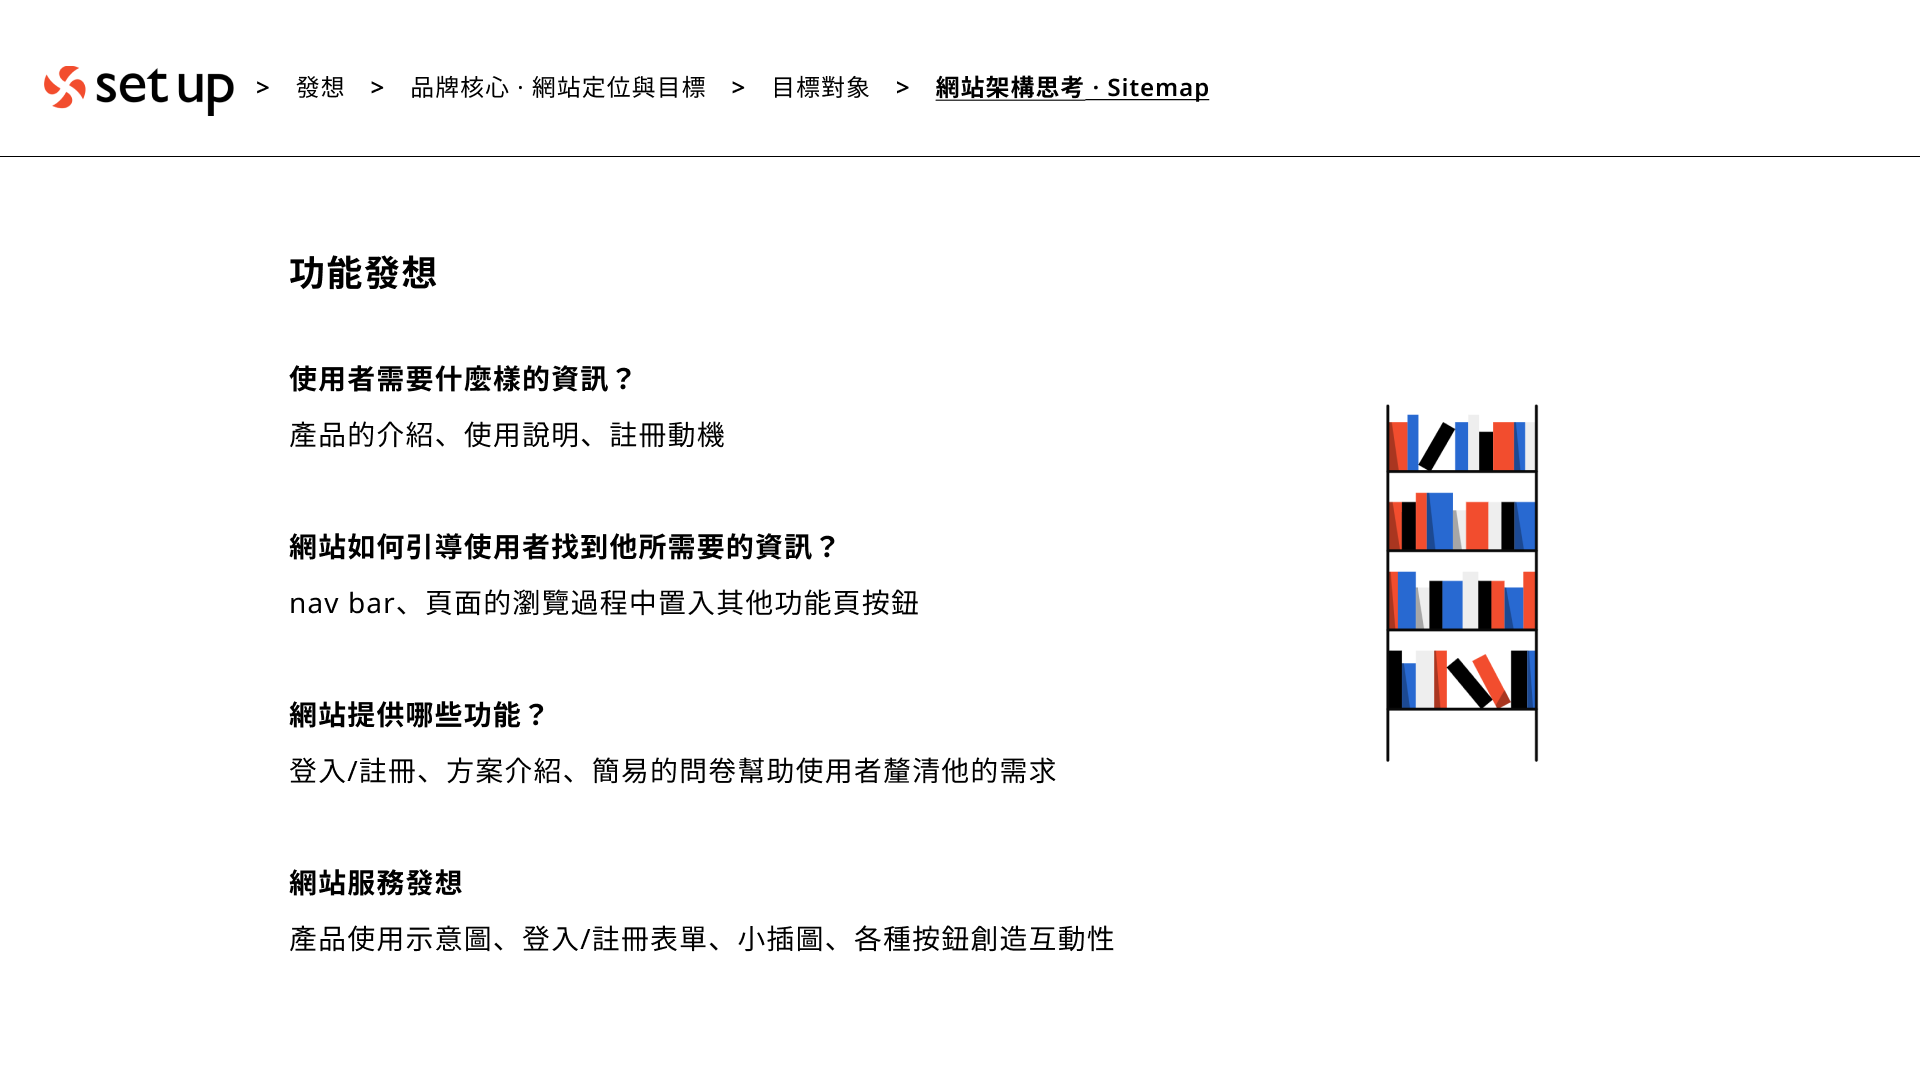 set up > 發想 > 品牌核心 · 網站定位與目標 > 目標對象 > 網站架構思考 · Sitemap
功能發想
使用者需要什麼樣的資訊？
產品的介紹、使用說明、註冊動機
網站如何引導使用者找到他所需要的資訊？
nav bar、頁面的瀏覽過程中置入其他功能頁按鈕
網站提供哪些功能？
登入/註冊、方案介紹、簡易的問卷幫助使用者釐清他的需求
網站服務發想
產品使用示意圖、登入/註冊表單、小插圖、各種按鈕創造互動性